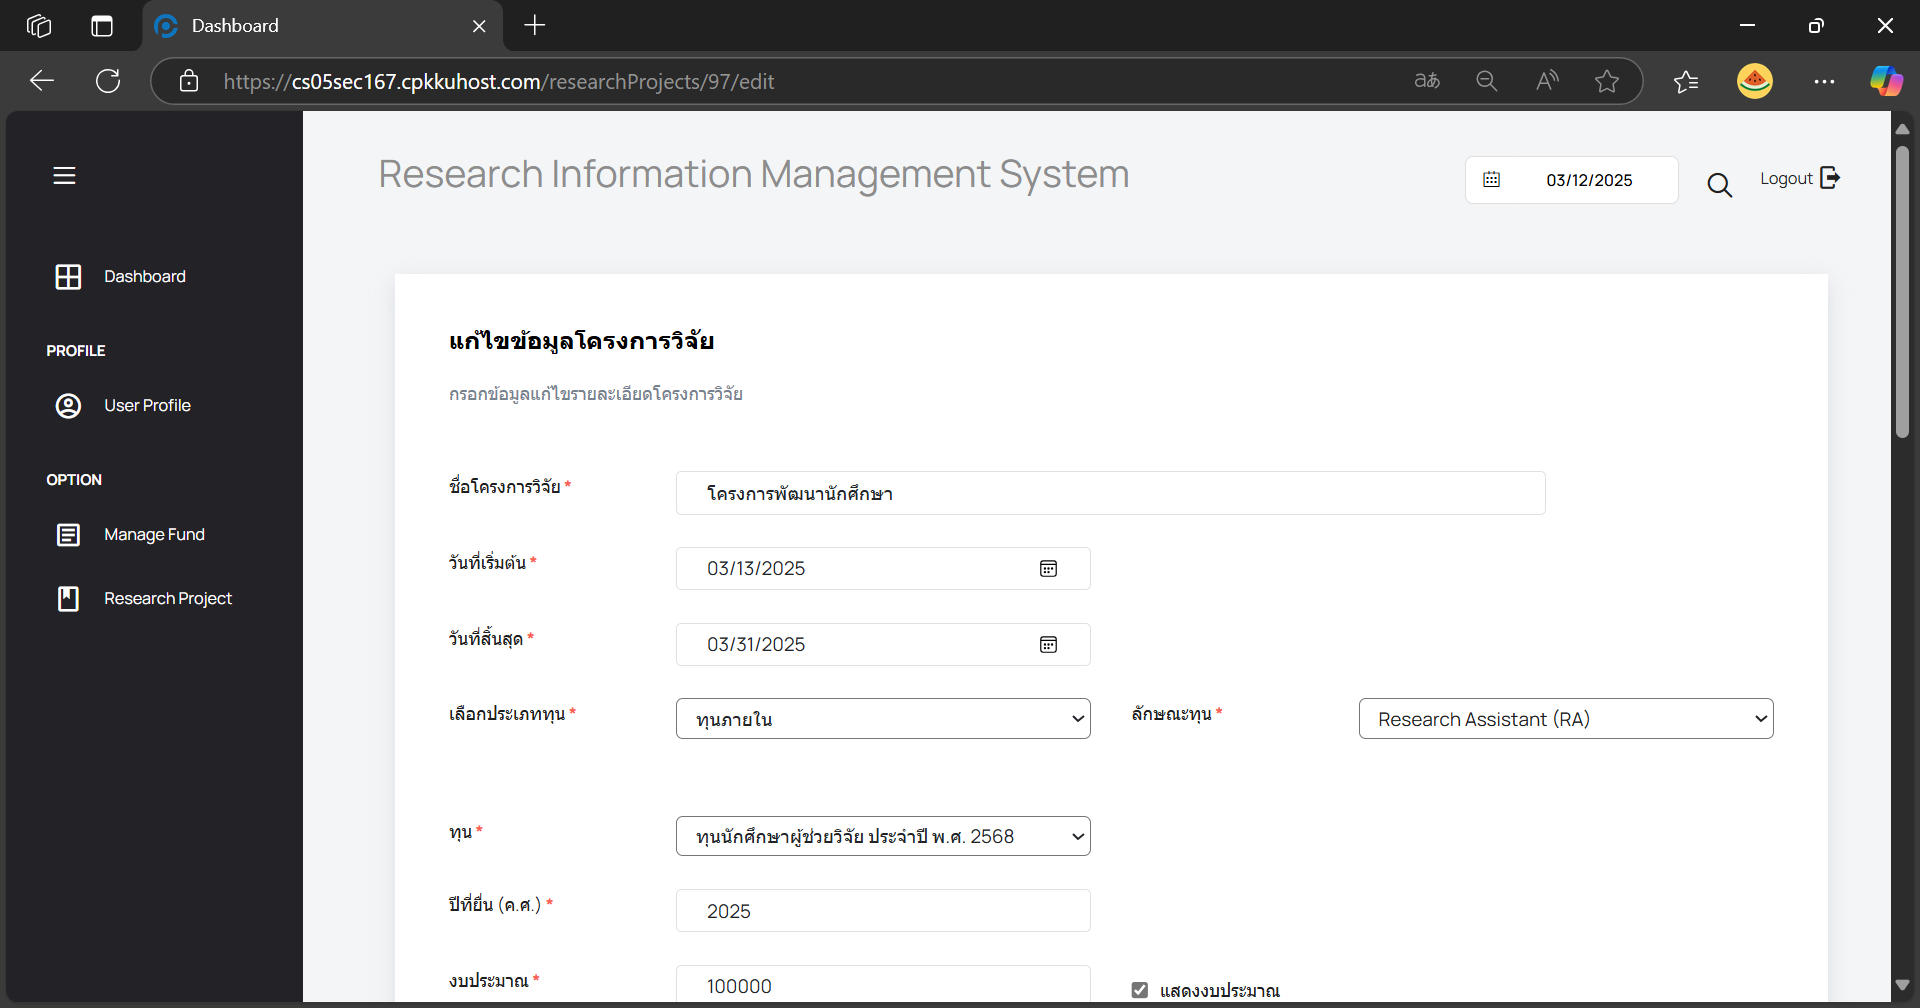 Dashboard
https://cs05sec167.cpkkuhost.com/researchProjects/97/edit
Research Information Management System
03/12/2025
Logout
Dashboard
PROFILE
User Profile
OPTION
Manage Fund
Research Project
แก้ไขข้อมูลโครงการวิจัย
กรอกข้อมูลแก้ไขรายละเอียดโครงการวิจัย
ชื่อโครงการวิจัย * โครงการพัฒนานักศึกษา
วันที่เริ่มต้น * 03/13/2025
วันที่สิ้นสุด * 03/31/2025
เลือกประเภททุน * ทุนภายใน ลักษณะทุน * Research Assistant (RA)
ทุน * ทุนนักศึกษาผู้ช่วยวิจัย ประจำปี พ.ศ. 2568
ปีที่ยื่น (ค.ศ.) * 2025
งบประมาณ * 100000 แสดงงบประมาณ